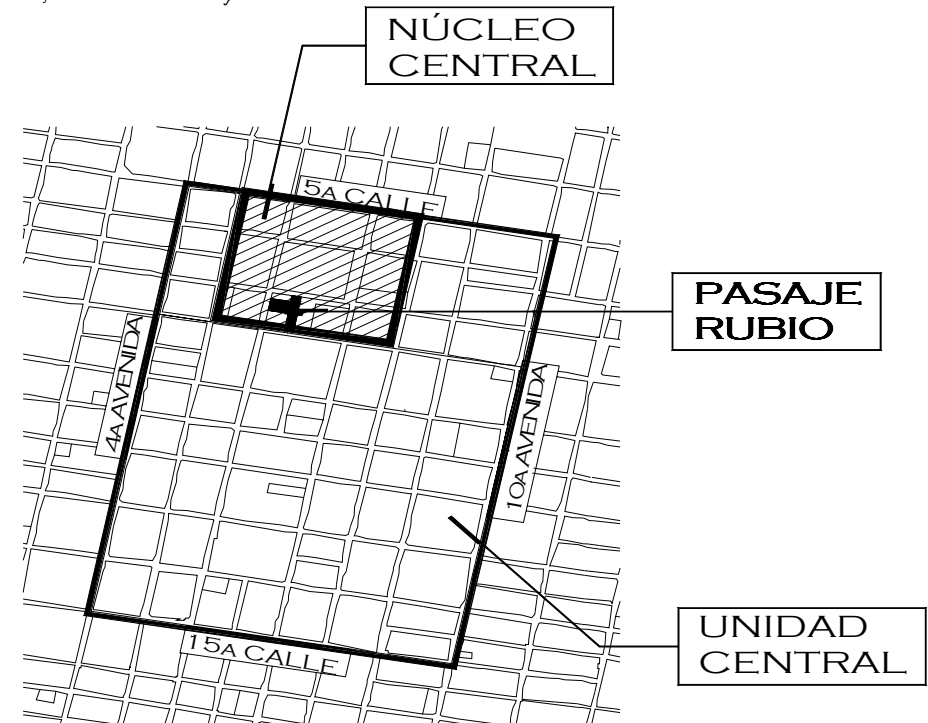 NÚCLEO
CENTRAL
5A CALLE
PASAJE
RUBIO
4A AVENIDA
10A AVENIDA
UNIDAD
CENTRAL
15A CALLE